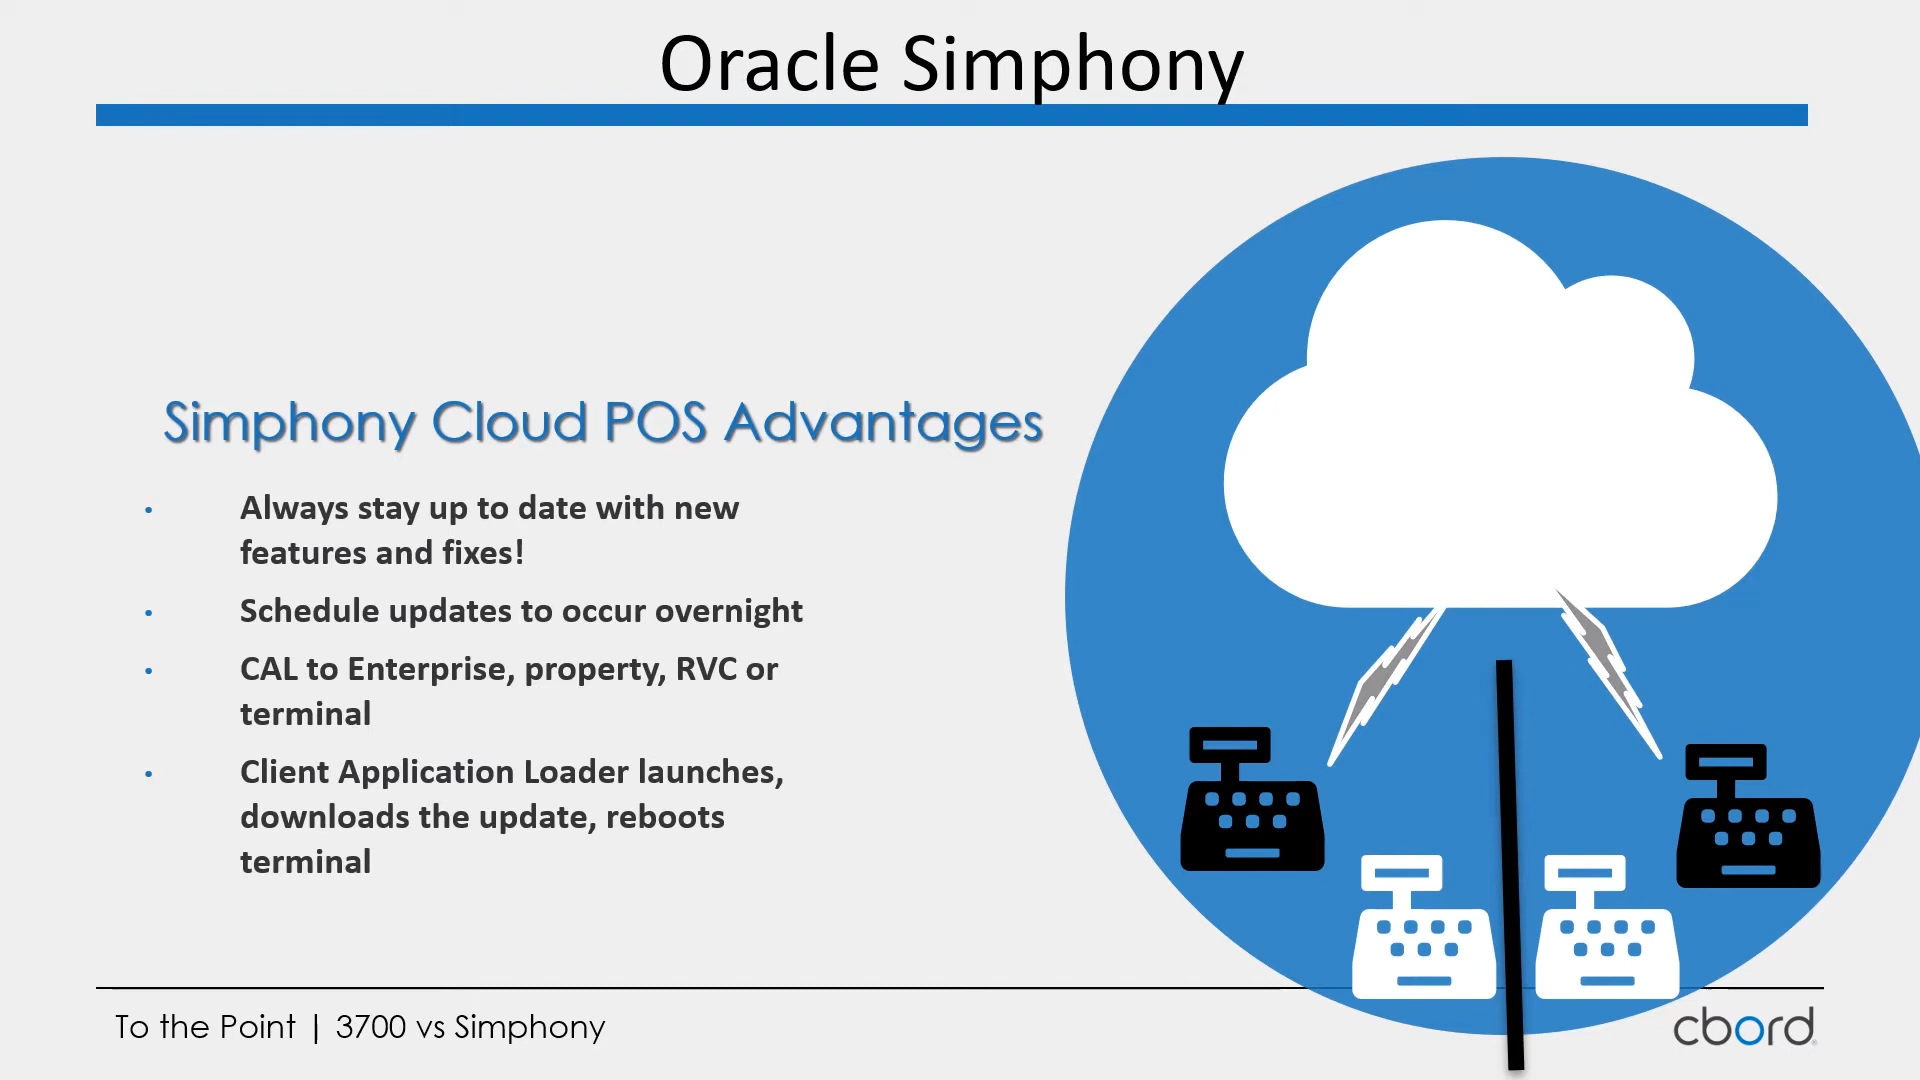 Oracle Simphony
Simphony Cloud POS Advantages
• Always stay up to date with new
features and fixes!
• Schedule updates to occur overnight
• CAL to Enterprise, property, RVC or
terminal
• Client Application Loader launches,
downloads the update, reboots
terminal
To the Point | 3700 vs Simphony
cbord